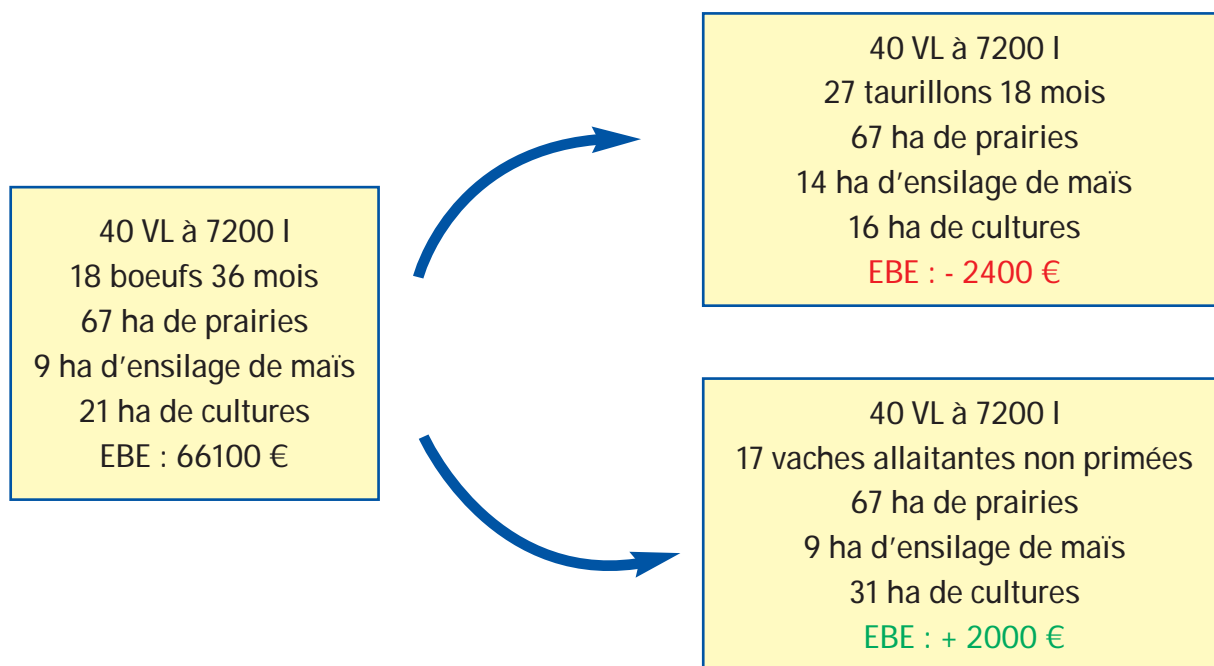 40 VL à 7200 l
18 boeufs 36 mois
67 ha de prairies
9 ha d'ensilage de maïs
21 ha de cultures
EBE : 66100 €
40 VL à 7200 l
27 taurillons 18 mois
67 ha de prairies
14 ha d'ensilage de maïs
16 ha de cultures
EBE : - 2400 €
40 VL à 7200 l
17 vaches allaitantes non primées
67 ha de prairies
9 ha d'ensilage de maïs
31 ha de cultures
EBE : + 2000 €